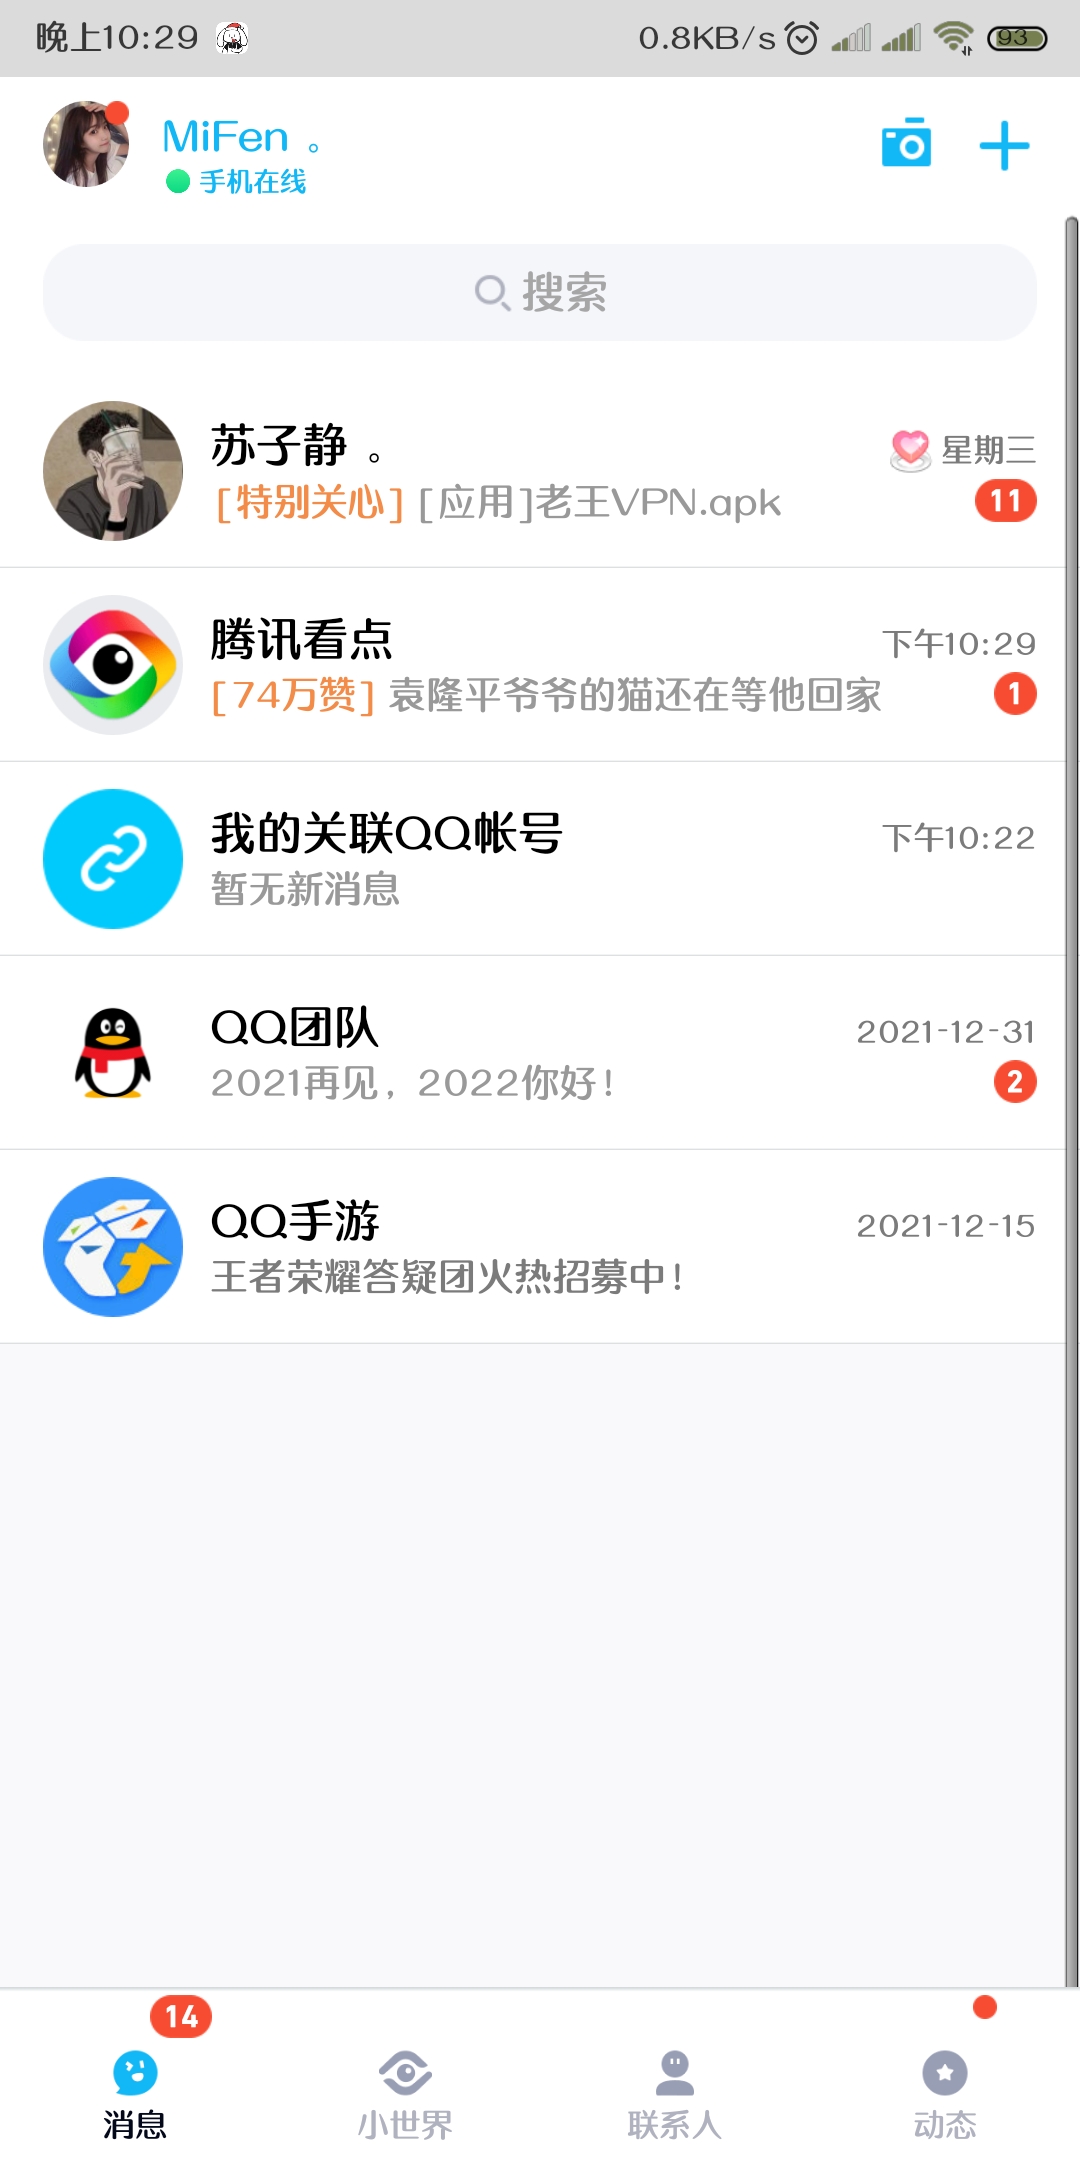 晚上10:29
0.8KB/s
93
MiFen 。
手机在线
搜索
苏子静 。
星期三
[特别关心] [应用]老王VPN.apk
11
腾讯看点
下午10:29
[74万赞] 袁隆平爷爷的猫还在等他回家
1
我的关联QQ帐号
下午10:22
暂无新消息
QQ团队
2021-12-31
2021再见，2022你好！
2
QQ手游
2021-12-15
王者荣耀答疑团火热招募中！
14
消息
小世界
联系人
动态